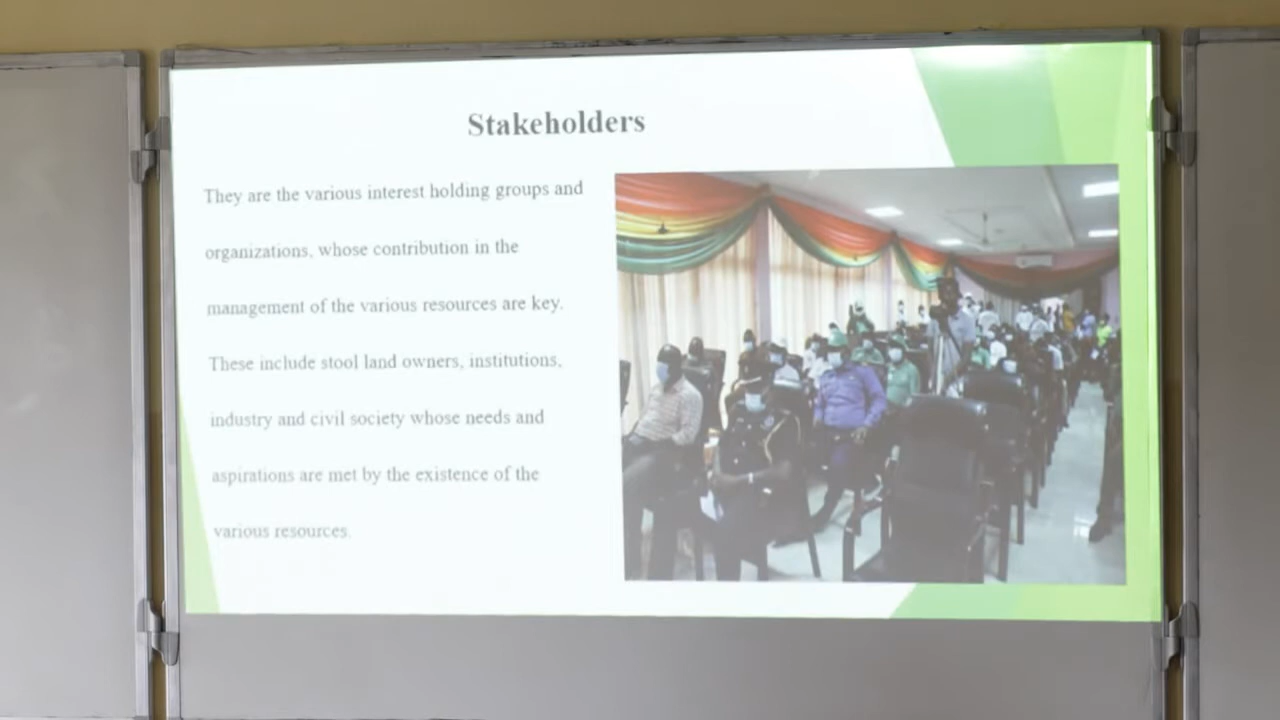 Stakeholders
They are the various interest holding groups and
organizations, whose contribution in the
management of the various resources are key.
These include stool land owners, institutions,
industry and civil society whose needs and
aspirations are met by the existence of the
various resources.